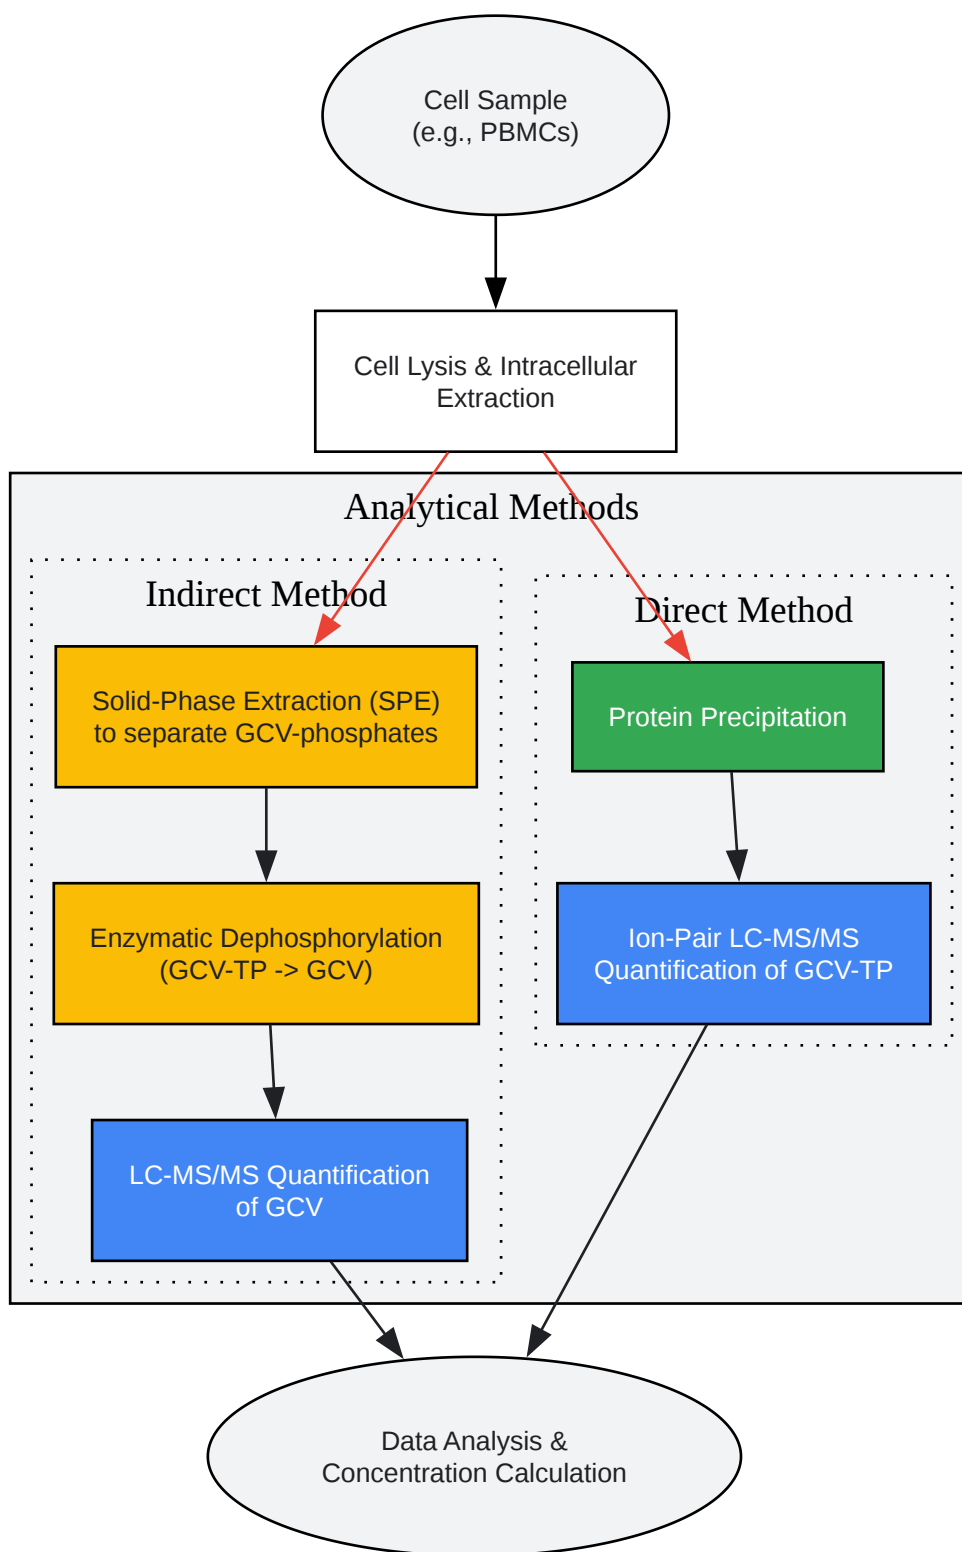 Cell Sample
(e.g., PBMCs)
Cell Lysis & Intracellular
Extraction
Analytical Methods
Indirect Method
Solid-Phase Extraction (SPE)
to separate GCV-phosphates
Enzymatic Dephosphorylation
(GCV-TP -> GCV)
LC-MS/MS Quantification
of GCV
Direct Method
Protein Precipitation
Ion-Pair LC-MS/MS
Quantification of GCV-TP
Data Analysis &
Concentration Calculation